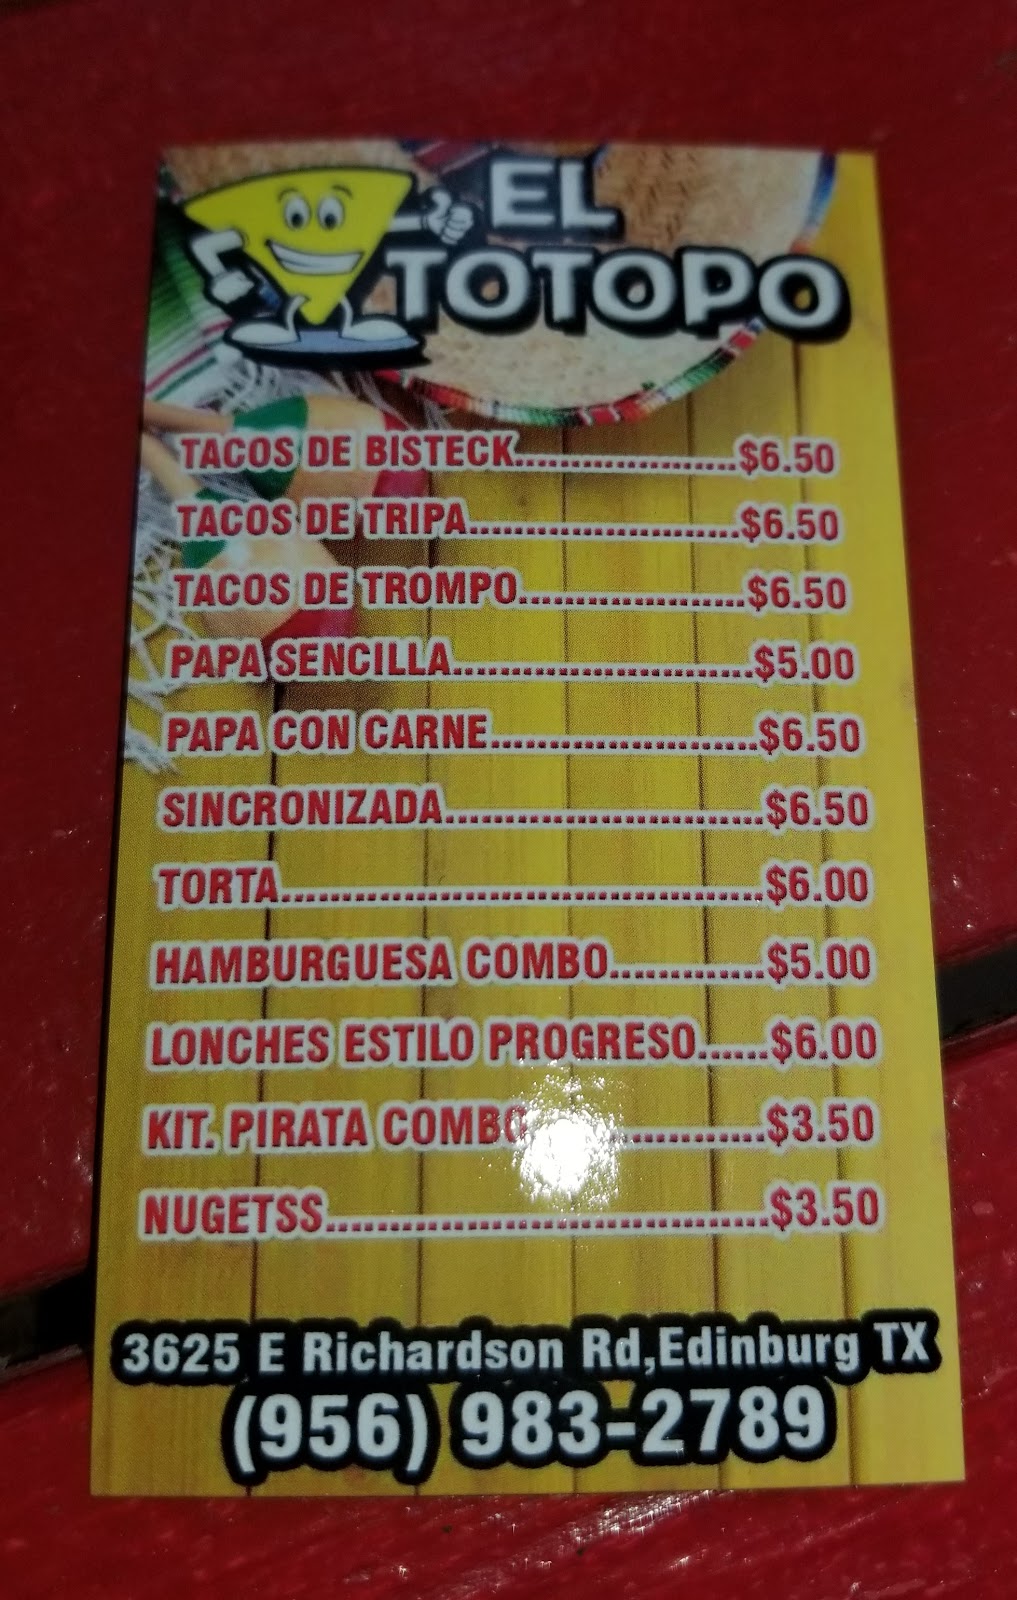 EL
TOTOPO
TACOS DE BISTECK.....................$6.50
TACOS DE TRIPA..........................$6.50
TACOS DE TROMPO.....................$6.50
PAPA SENCILLA............................$5.00
PAPA CON CARNE.........................$6.50
SINCRONIZADA..............................$6.50
TORTA.............................................$6.00
HAMBURGUESA COMBO.............$5.00
LONCHES ESTILO PROGRESO......$6.00
KIT. PIRATA COMBO.............$3.50
NUGETSS.........................................$3.50
3625 E Richardson Rd,Edinburg TX
(956) 983-2789